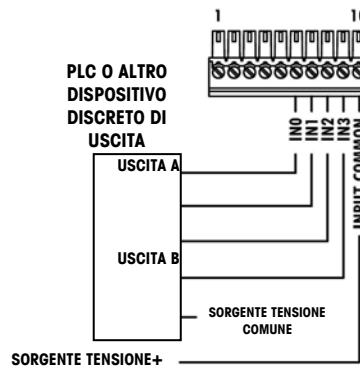 1 10
PLC O ALTRO
DISPOSITIVO
DISCRETO DI
USCITA
IN0
IN1
IN2
IN3
INPUT COMMON
USCITA A
USCITA B
SORGENTE TENSIONE
COMUNE
SORGENTE TENSIONE+